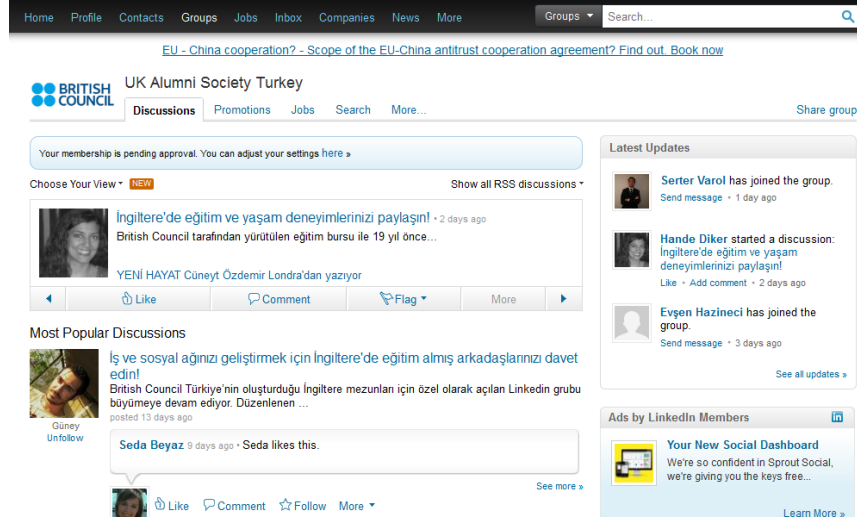 Home Profile Contacts Groups Jobs Inbox Companies News More Groups Search...
EU - China cooperation? - Scope of the EU-China antitrust cooperation agreement? Find out. Book now
BRITISH COUNCIL
UK Alumni Society Turkey
Discussions Promotions Jobs Search More... Share group
Your membership is pending approval. You can adjust your settings here »
Choose Your View NEW Show all RSS discussions
İngiltere'de eğitim ve yaşam deneyimlerinizi paylaşın! • 2 days ago
British Council tarafından yürütülen eğitim bursu ile 19 yıl önce...
YENİ HAYAT Cüneyt Özdemir Londra'dan yazıyor
Like Comment Flag More
Most Popular Discussions
İş ve sosyal ağınızı geliştirmek için İngiltere'de eğitim almış arkadaşlarınızı davet
edin!
British Council Türkiye'nin oluşturduğu İngiltere mezunları için özel olarak açılan Linkedin grubu
büyümeye devam ediyor. Düzenlenen ...
posted 13 days ago
Güney
Unfollow
Seda Beyaz 9 days ago • Seda likes this.
See more »
Like Comment Follow More
Latest Updates
Serter Varol has joined the group.
Send message • 1 day ago
Hande Diker started a discussion:
İngiltere'de eğitim ve yaşam
deneyimlerinizi paylaşın!
Like • Add comment • 2 days ago
Evşen Hazineci has joined the
group.
Send message • 3 days ago
See all updates »
Ads by LinkedIn Members in
Your New Social Dashboard
We're so confident in Sprout Social,
we're giving you the keys free...
Learn More »